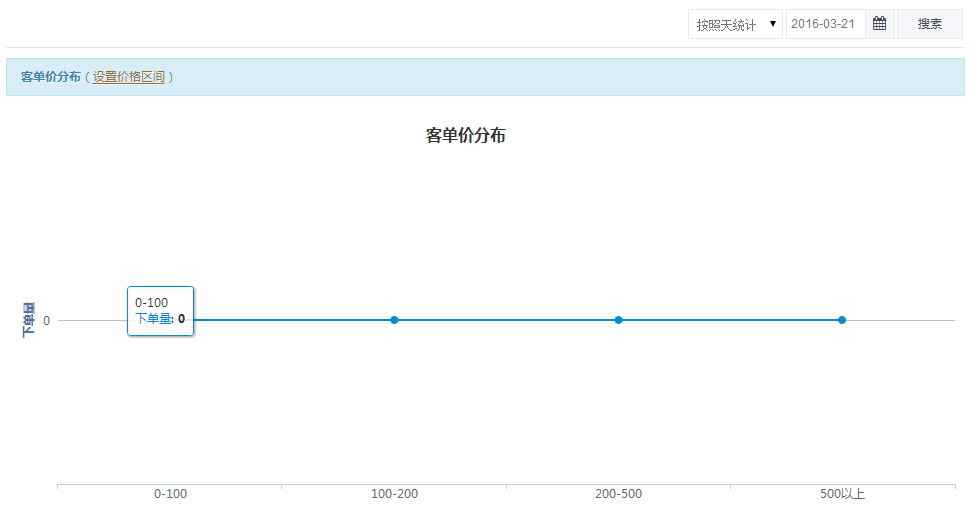 按照天统计
2016-03-21
搜索
客单价分布（设置价格区间）
客单价分布
下单量
0
0-100
下单量: 0
0-100
100-200
200-500
500以上